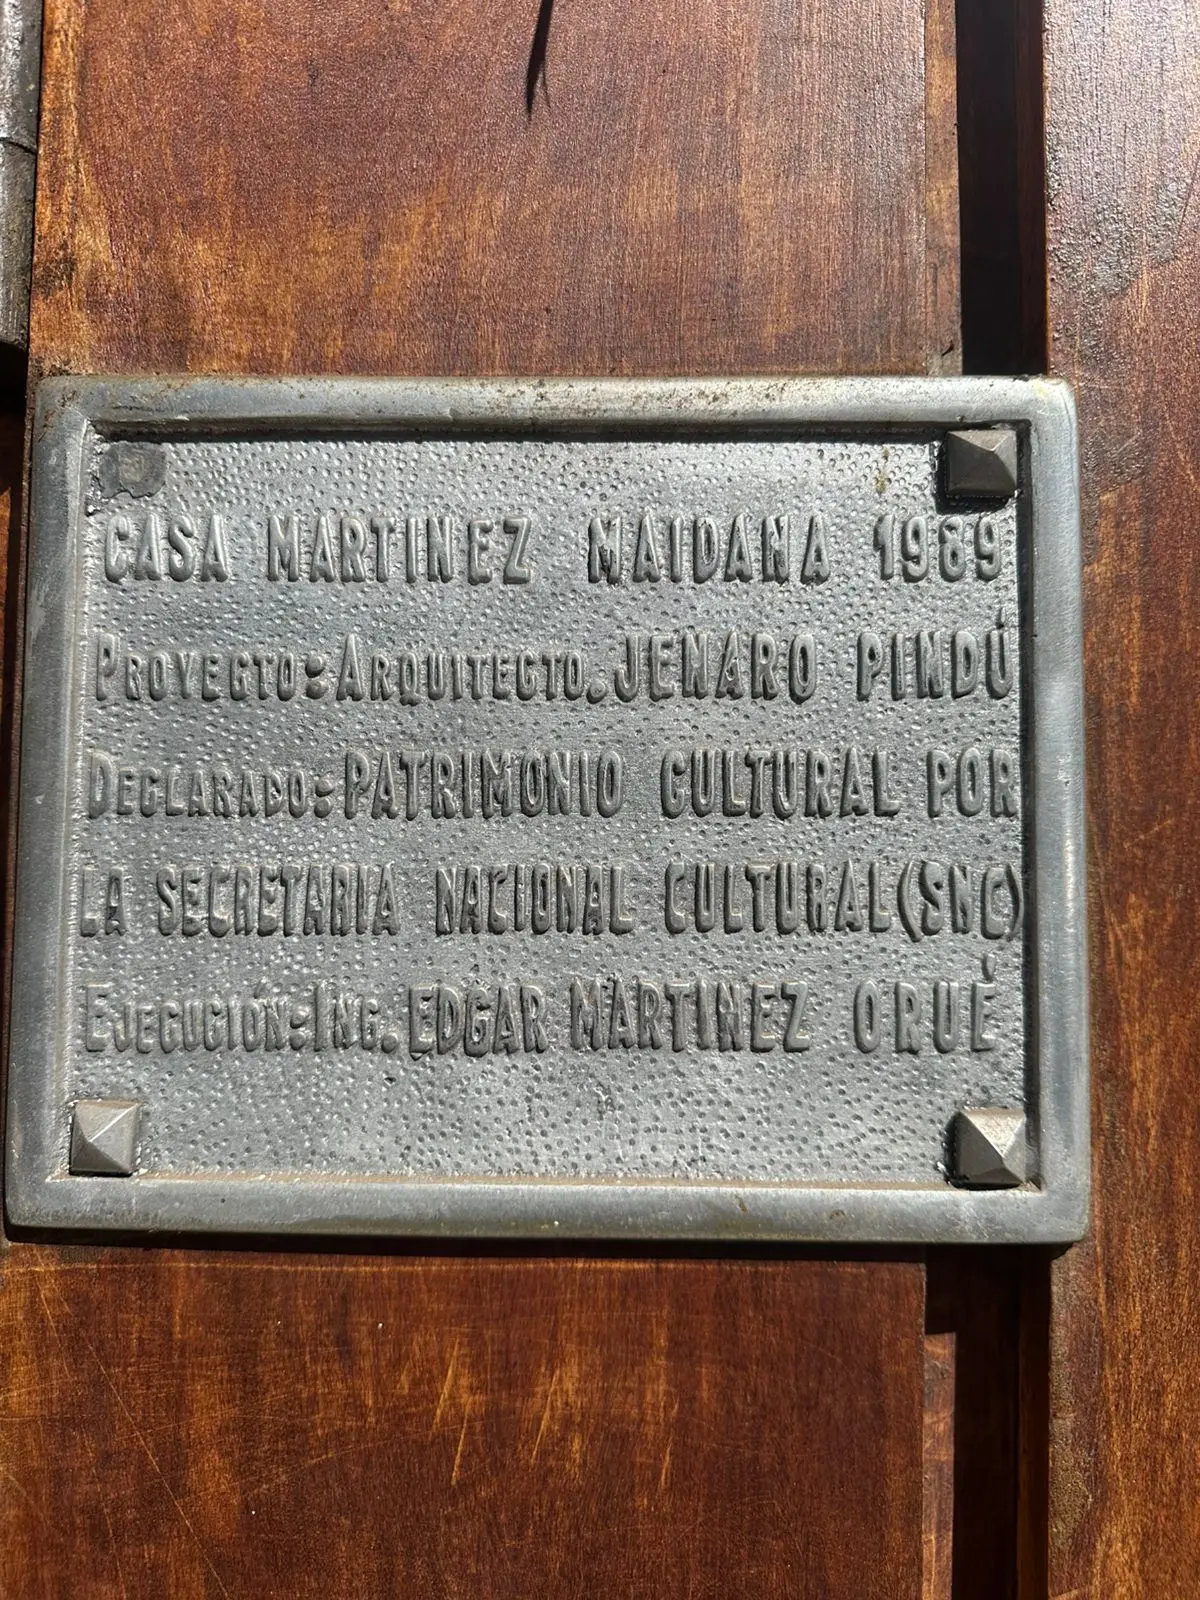 CASA MARTINEZ MAIDANA 1989
PROYECTO: ARQUITECTO. JENARO PINDÚ
DECLARADO: PATRIMONIO CULTURAL POR
LA SECRETARIA NACIONAL CULTURAL (SNC)
EJECUCIÓN: ING. EDGAR MARTINEZ ORUÉ